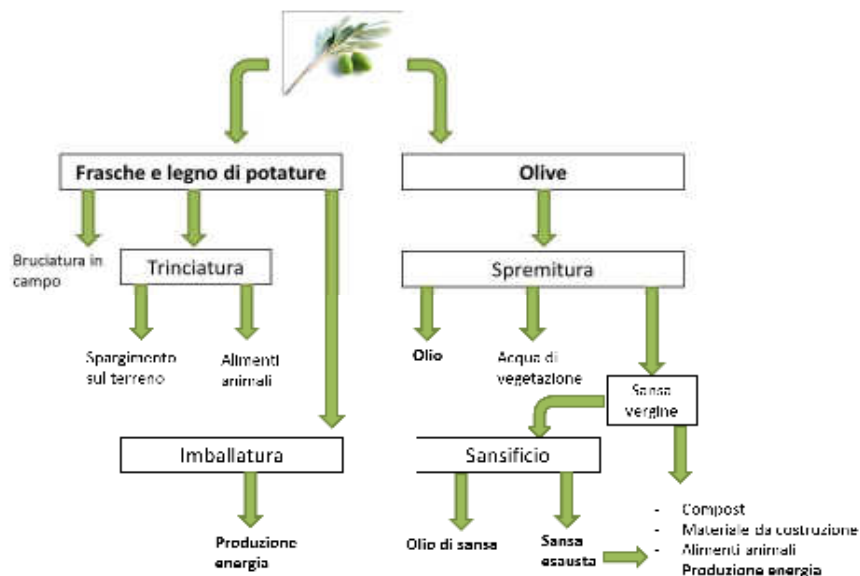 Frasche e legno di potature
Olive
Bruciatura in
campo
Trinciatura
Spremitura
Spargimento
sul terreno
Alimenti
animali
Olio
Acqua di
vegetazione
Sansa
vergine
Imballatura
Sansificio
Produzione
energia
Olio di sansa
Sansa
esausta
- Compost
- Materiale da costruzione
- Alimenti animali
Produzione energia